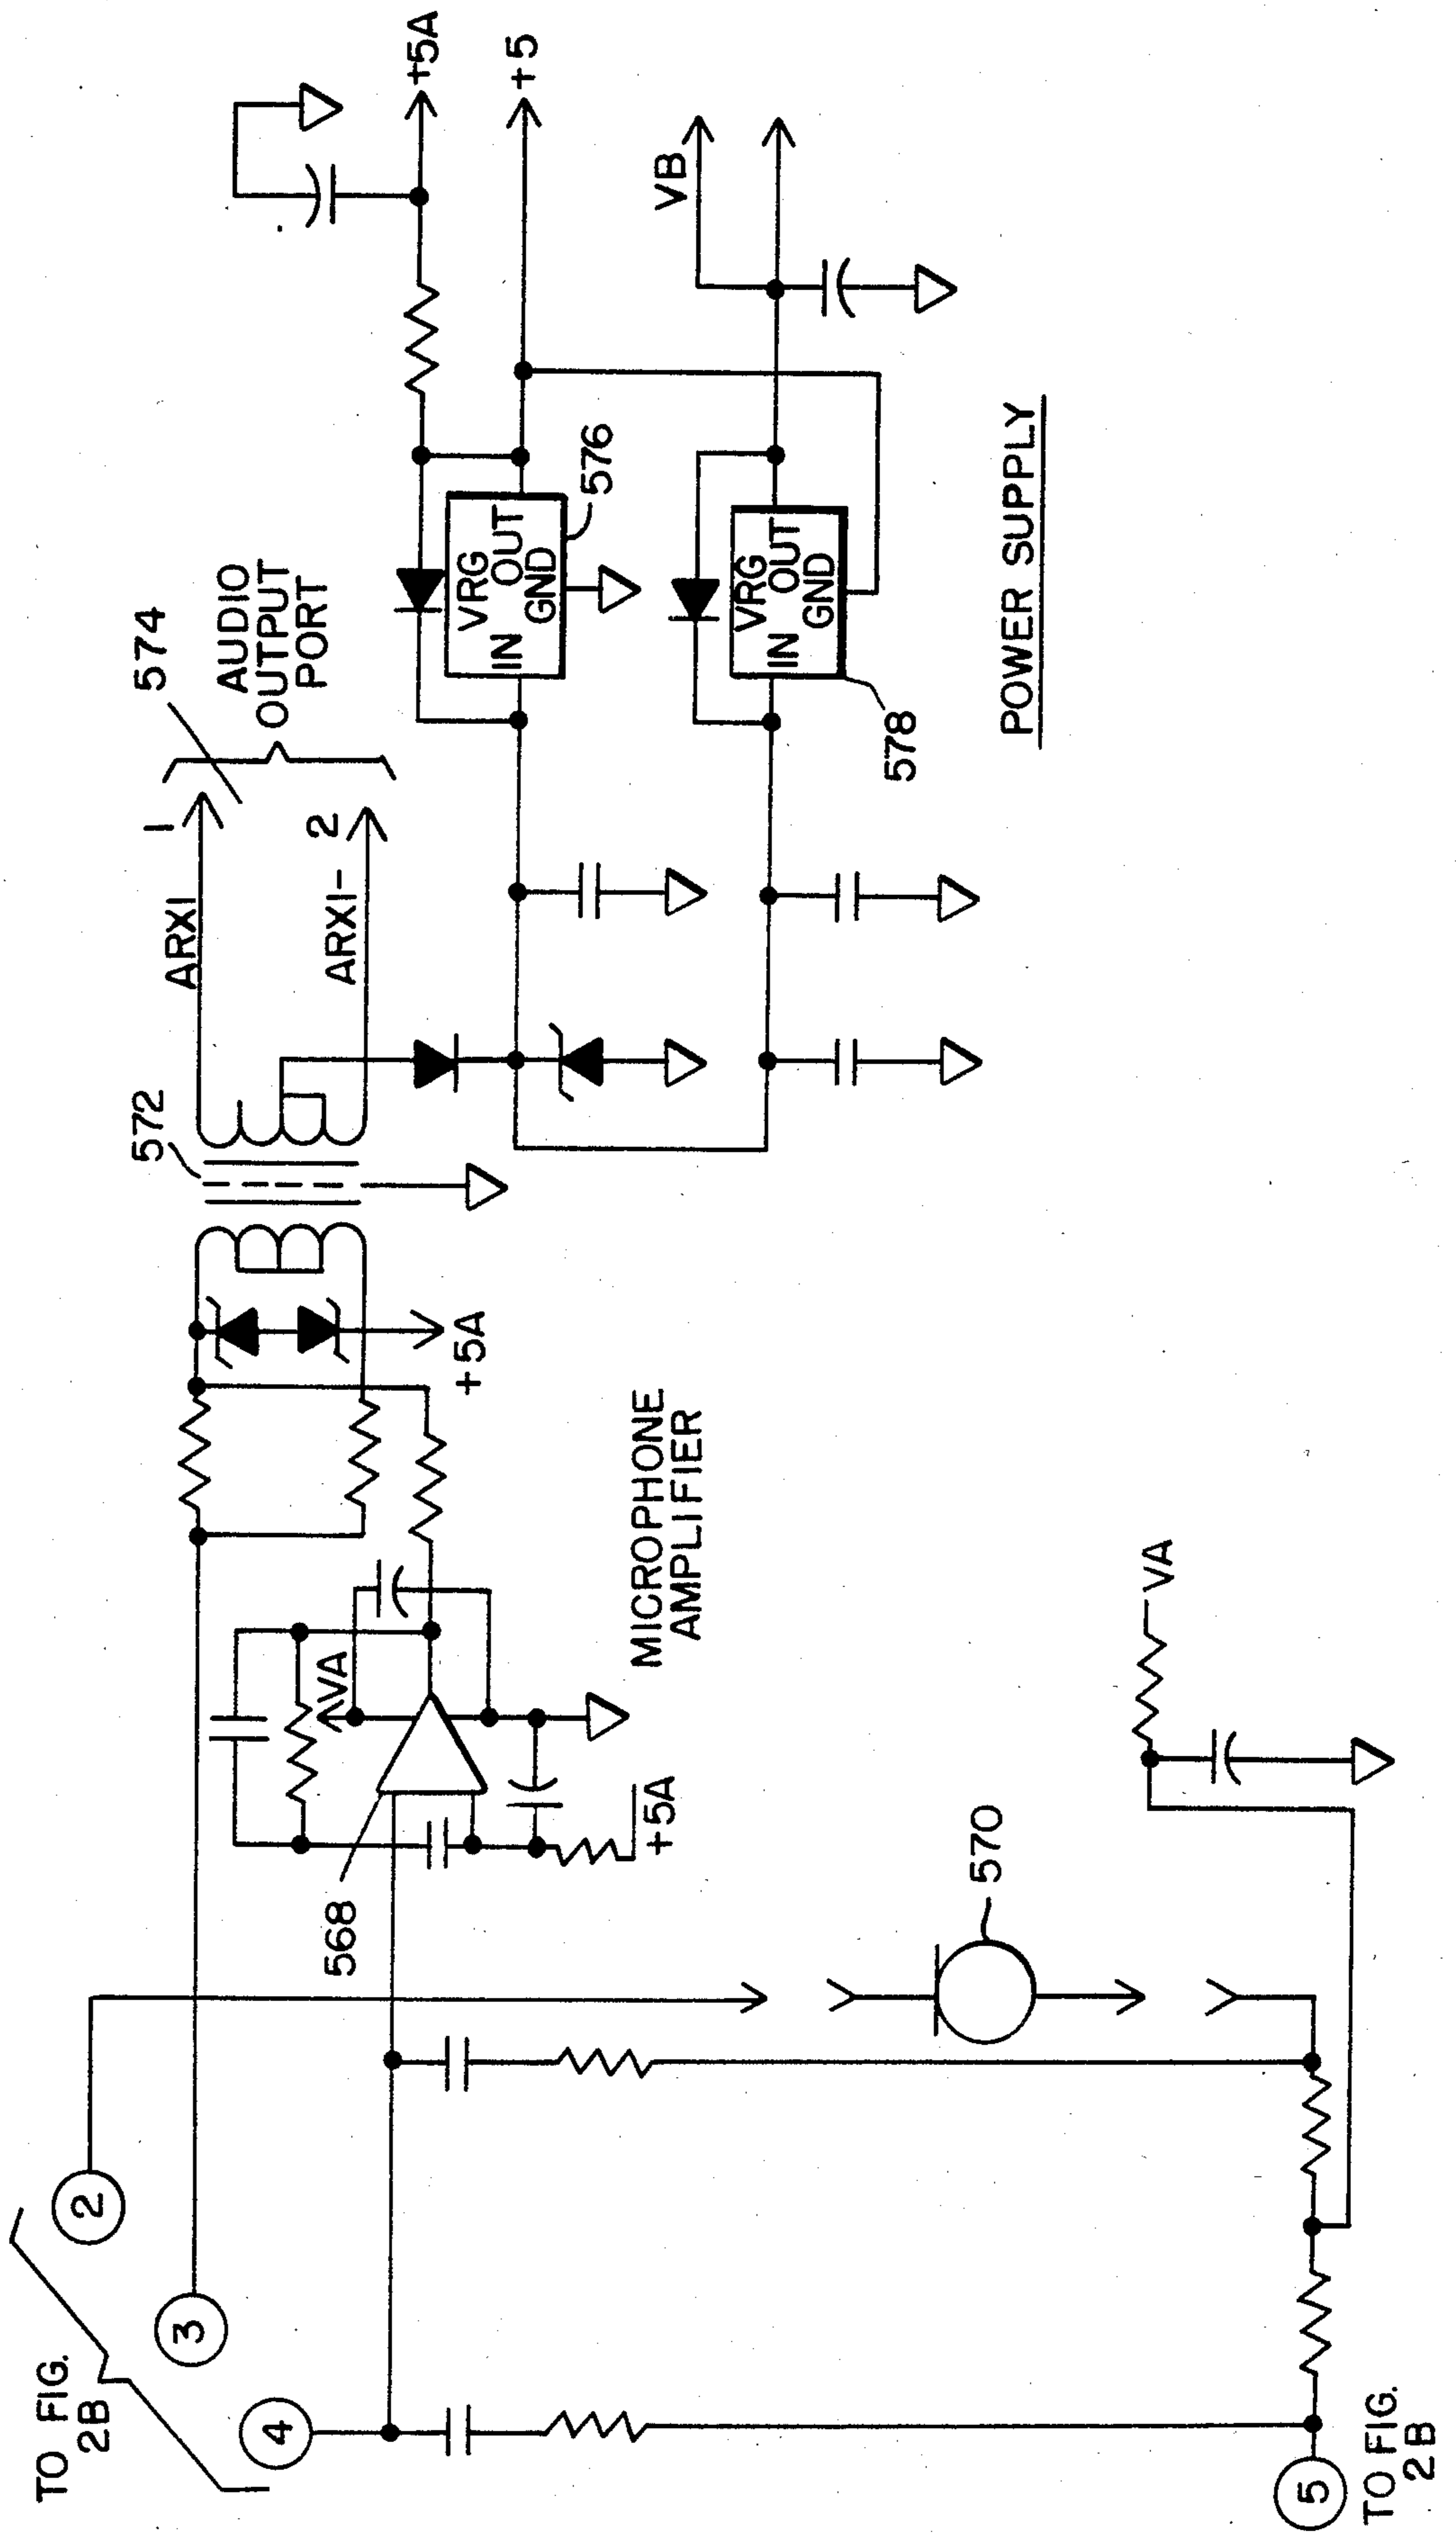 TO FIG.
2B
2
3
4
568
VA
+5A
MICROPHONE
AMPLIFIER
+5A
572
ARX1
1
ARX1-
2
574
AUDIO
OUTPUT
PORT
VRG
IN
OUT
GND
576
+5A
+5
VRG
IN
OUT
GND
578
VB
POWER SUPPLY
570
VA
5
TO FIG.
2B